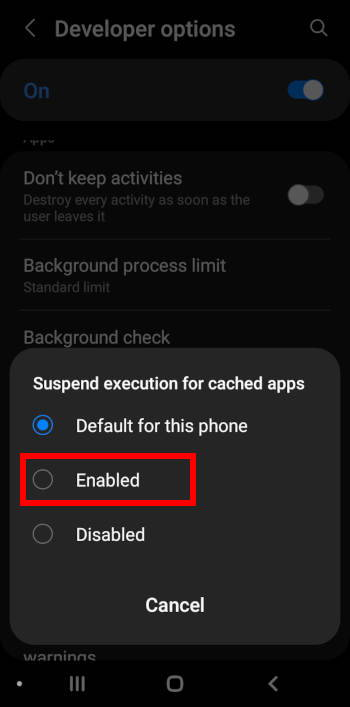 Developer options
On
Apps
Don't keep activities
Destroy every activity as soon as the
user leaves it
Background process limit
Standard limit
Background check
Suspend execution for cached apps
Default for this phone
Enabled
Disabled
Cancel
warnings